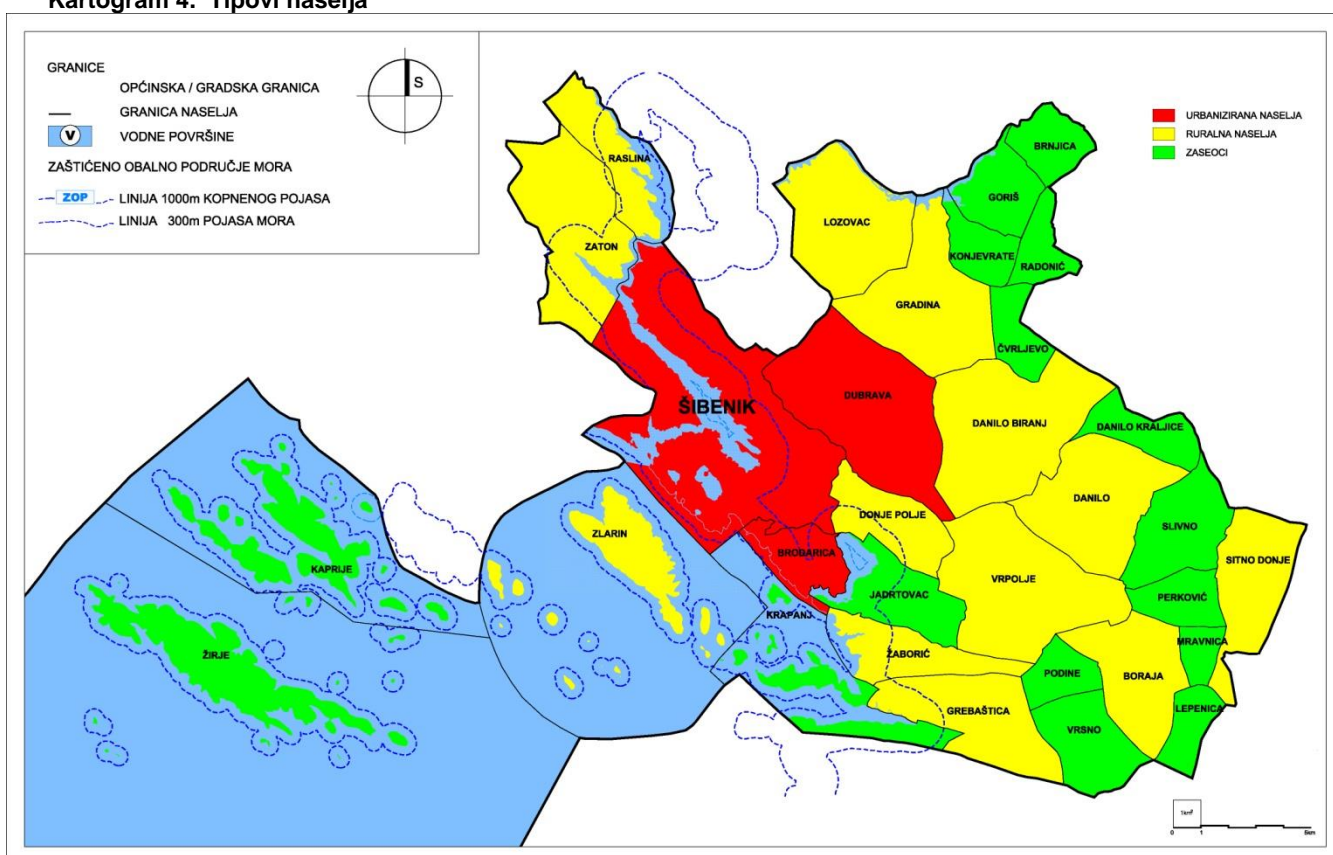 Kartogram 4: Tipovi naselja
GRANICE
OPĆINSKA / GRADSKA GRANICA
GRANICA NASELJA
V VODNE POVRŠINE
ZAŠTIĆENO OBALNO PODRUČJE MORA
ZOP LINIJA 1000m KOPNENOG POJASA
LINIJA 300m POJASA MORA
S
URBANIZIRANA NASELJA
RURALNA NASELJA
ZASEOCI
BRNJICA
RASLINA
GORIŠ
LOZOVAC
ZATON
KONJEVRATE
RADONIĆ
GRADINA
ČVRLJEVO
DUBRAVA
ŠIBENIK
DANILO BIRANJ
DANILO KRALJICE
DANILO
DONJE POLJE
SLIVNO
ZLARIN
BRODARICA
SITNO DONJE
KAPRIJE
VRPOLJE
JADRTOVAC
PERKOVIĆ
KRAPANJ
MRAVNICA
ŽIRJE
ŽABORIĆ
PODINE
BORAJA
GREBAŠTICA
LEPENICA
VRSNO
1km²
0 1 5km